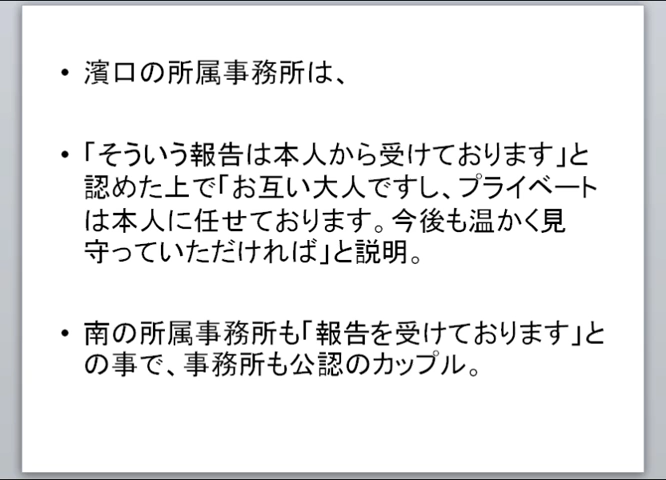 • 濱口の所属事務所は、
• 「そういう報告は本人から受けております」と
認めた上で「お互い大人ですし、プライベート
は本人に任せております。今後も温かく見
守っていただければ」と説明。
• 南の所属事務所も「報告を受けております」と
の事で、事務所も公認のカップル。